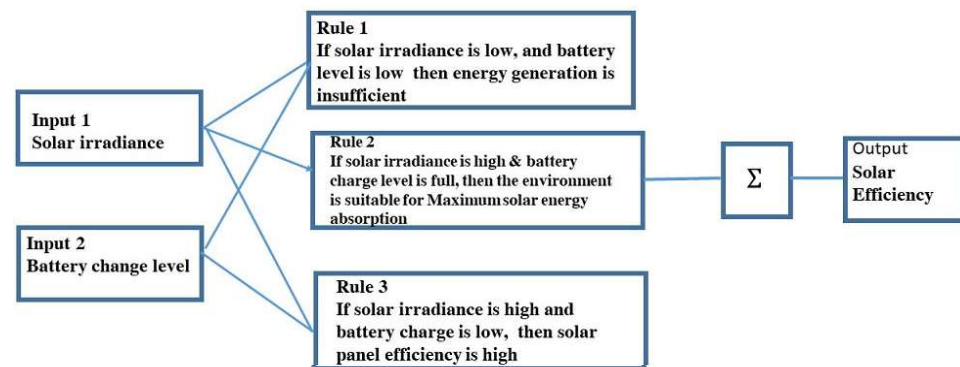 Input 1
Solar irradiance
Input 2
Battery change level
Rule 1
If solar irradiance is low, and battery
level is low then energy generation is
insufficient
Rule 2
If solar irradiance is high & battery
charge level is full, then the environment
is suitable for Maximum solar energy
absorption
Rule 3
If solar irradiance is high and
battery charge is low, then solar
panel efficiency is high
Σ
Output
Solar
Efficiency